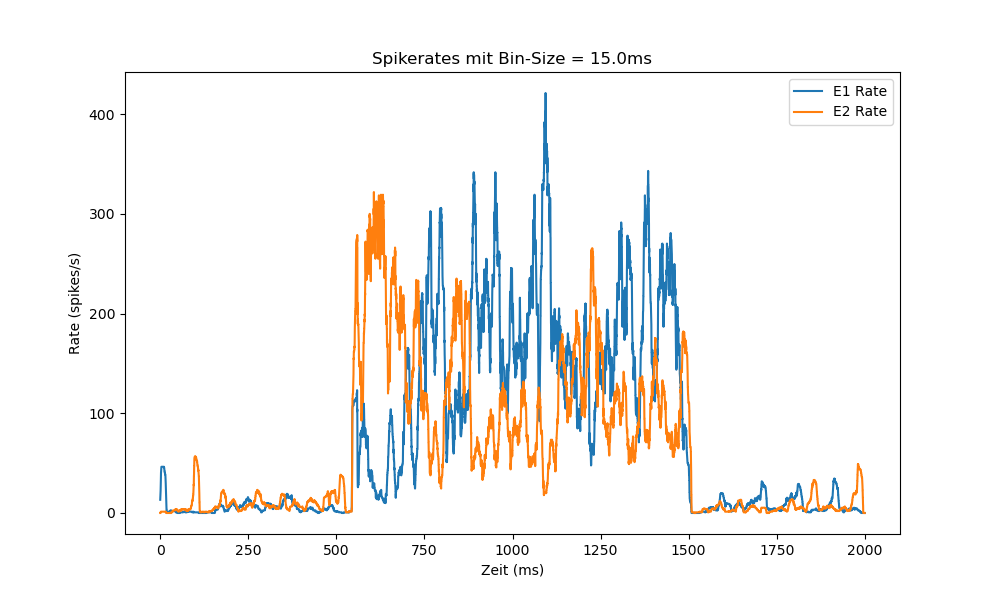 Spikerates mit Bin-Size = 15.0ms
E1 Rate
E2 Rate
400
300
200
100
0
Rate (spikes/s)
0 250 500 750 1000 1250 1500 1750 2000
Zeit (ms)